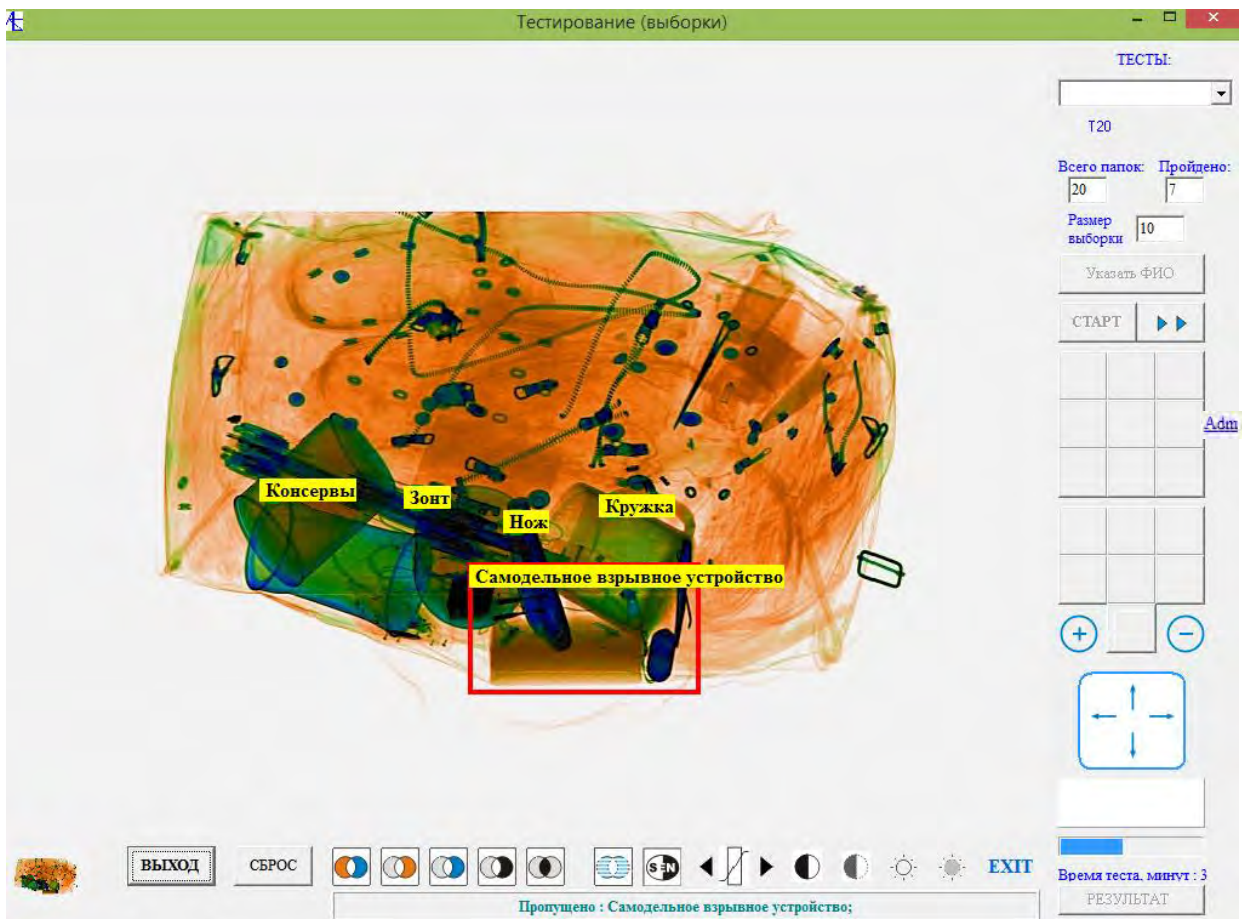 Тестирование (выборки)
ТЕСТЫ:
T20
Всего папок: Пройдено:
20 7
Размер
выборки 10
Указать ФИО
СТАРТ
Adm
Консервы
Зонт
Нож
Кружка
Самодельное взрывное устройство
ВЫХОД
СБРОС
SEN
EXIT
Время теста, минут : 3
Пропущено : Самодельное взрывное устройство;
РЕЗУЛЬТАТ